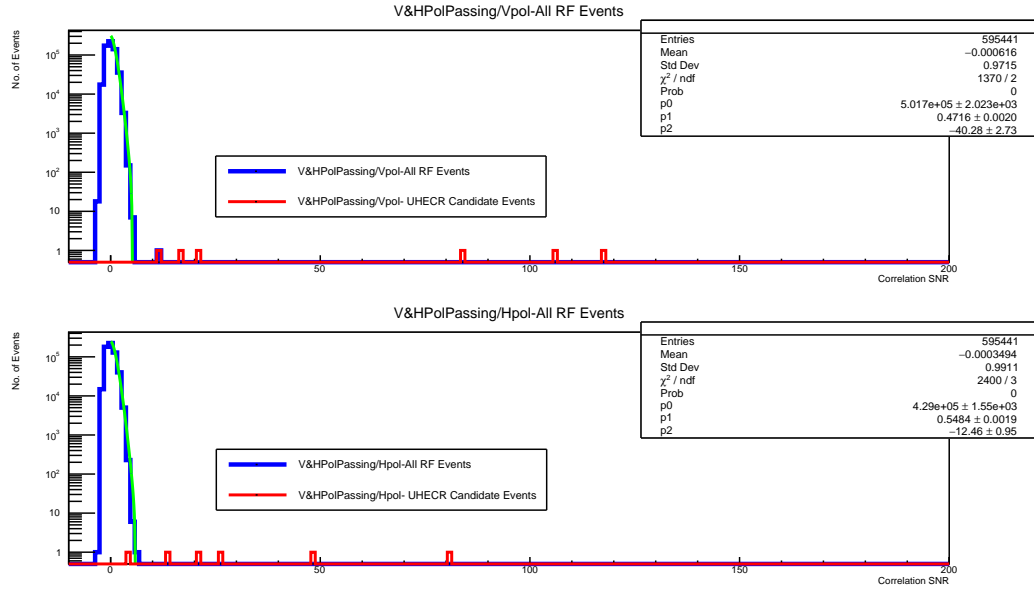 V&HPolPassing/Vpol-All RF Events
No. of Events
10⁵
10⁴
10³
10²
10
1
Entries 595441
Mean −0.000616
Std Dev 0.9715
χ² / ndf 1370 / 2
Prob 0
p0 5.017e+05 ± 2.023e+03
p1 0.4716 ± 0.0020
p2 −40.28 ± 2.73
V&HPolPassing/Vpol-All RF Events
V&HPolPassing/Vpol- UHECR Candidate Events
0 50 100 150 200
Correlation SNR
V&HPolPassing/Hpol-All RF Events
No. of Events
10⁵
10⁴
10³
10²
10
1
Entries 595441
Mean −0.0003494
Std Dev 0.9911
χ² / ndf 2400 / 3
Prob 0
p0 4.29e+05 ± 1.55e+03
p1 0.5484 ± 0.0019
p2 −12.46 ± 0.95
V&HPolPassing/Hpol-All RF Events
V&HPolPassing/Hpol- UHECR Candidate Events
0 50 100 150 200
Correlation SNR